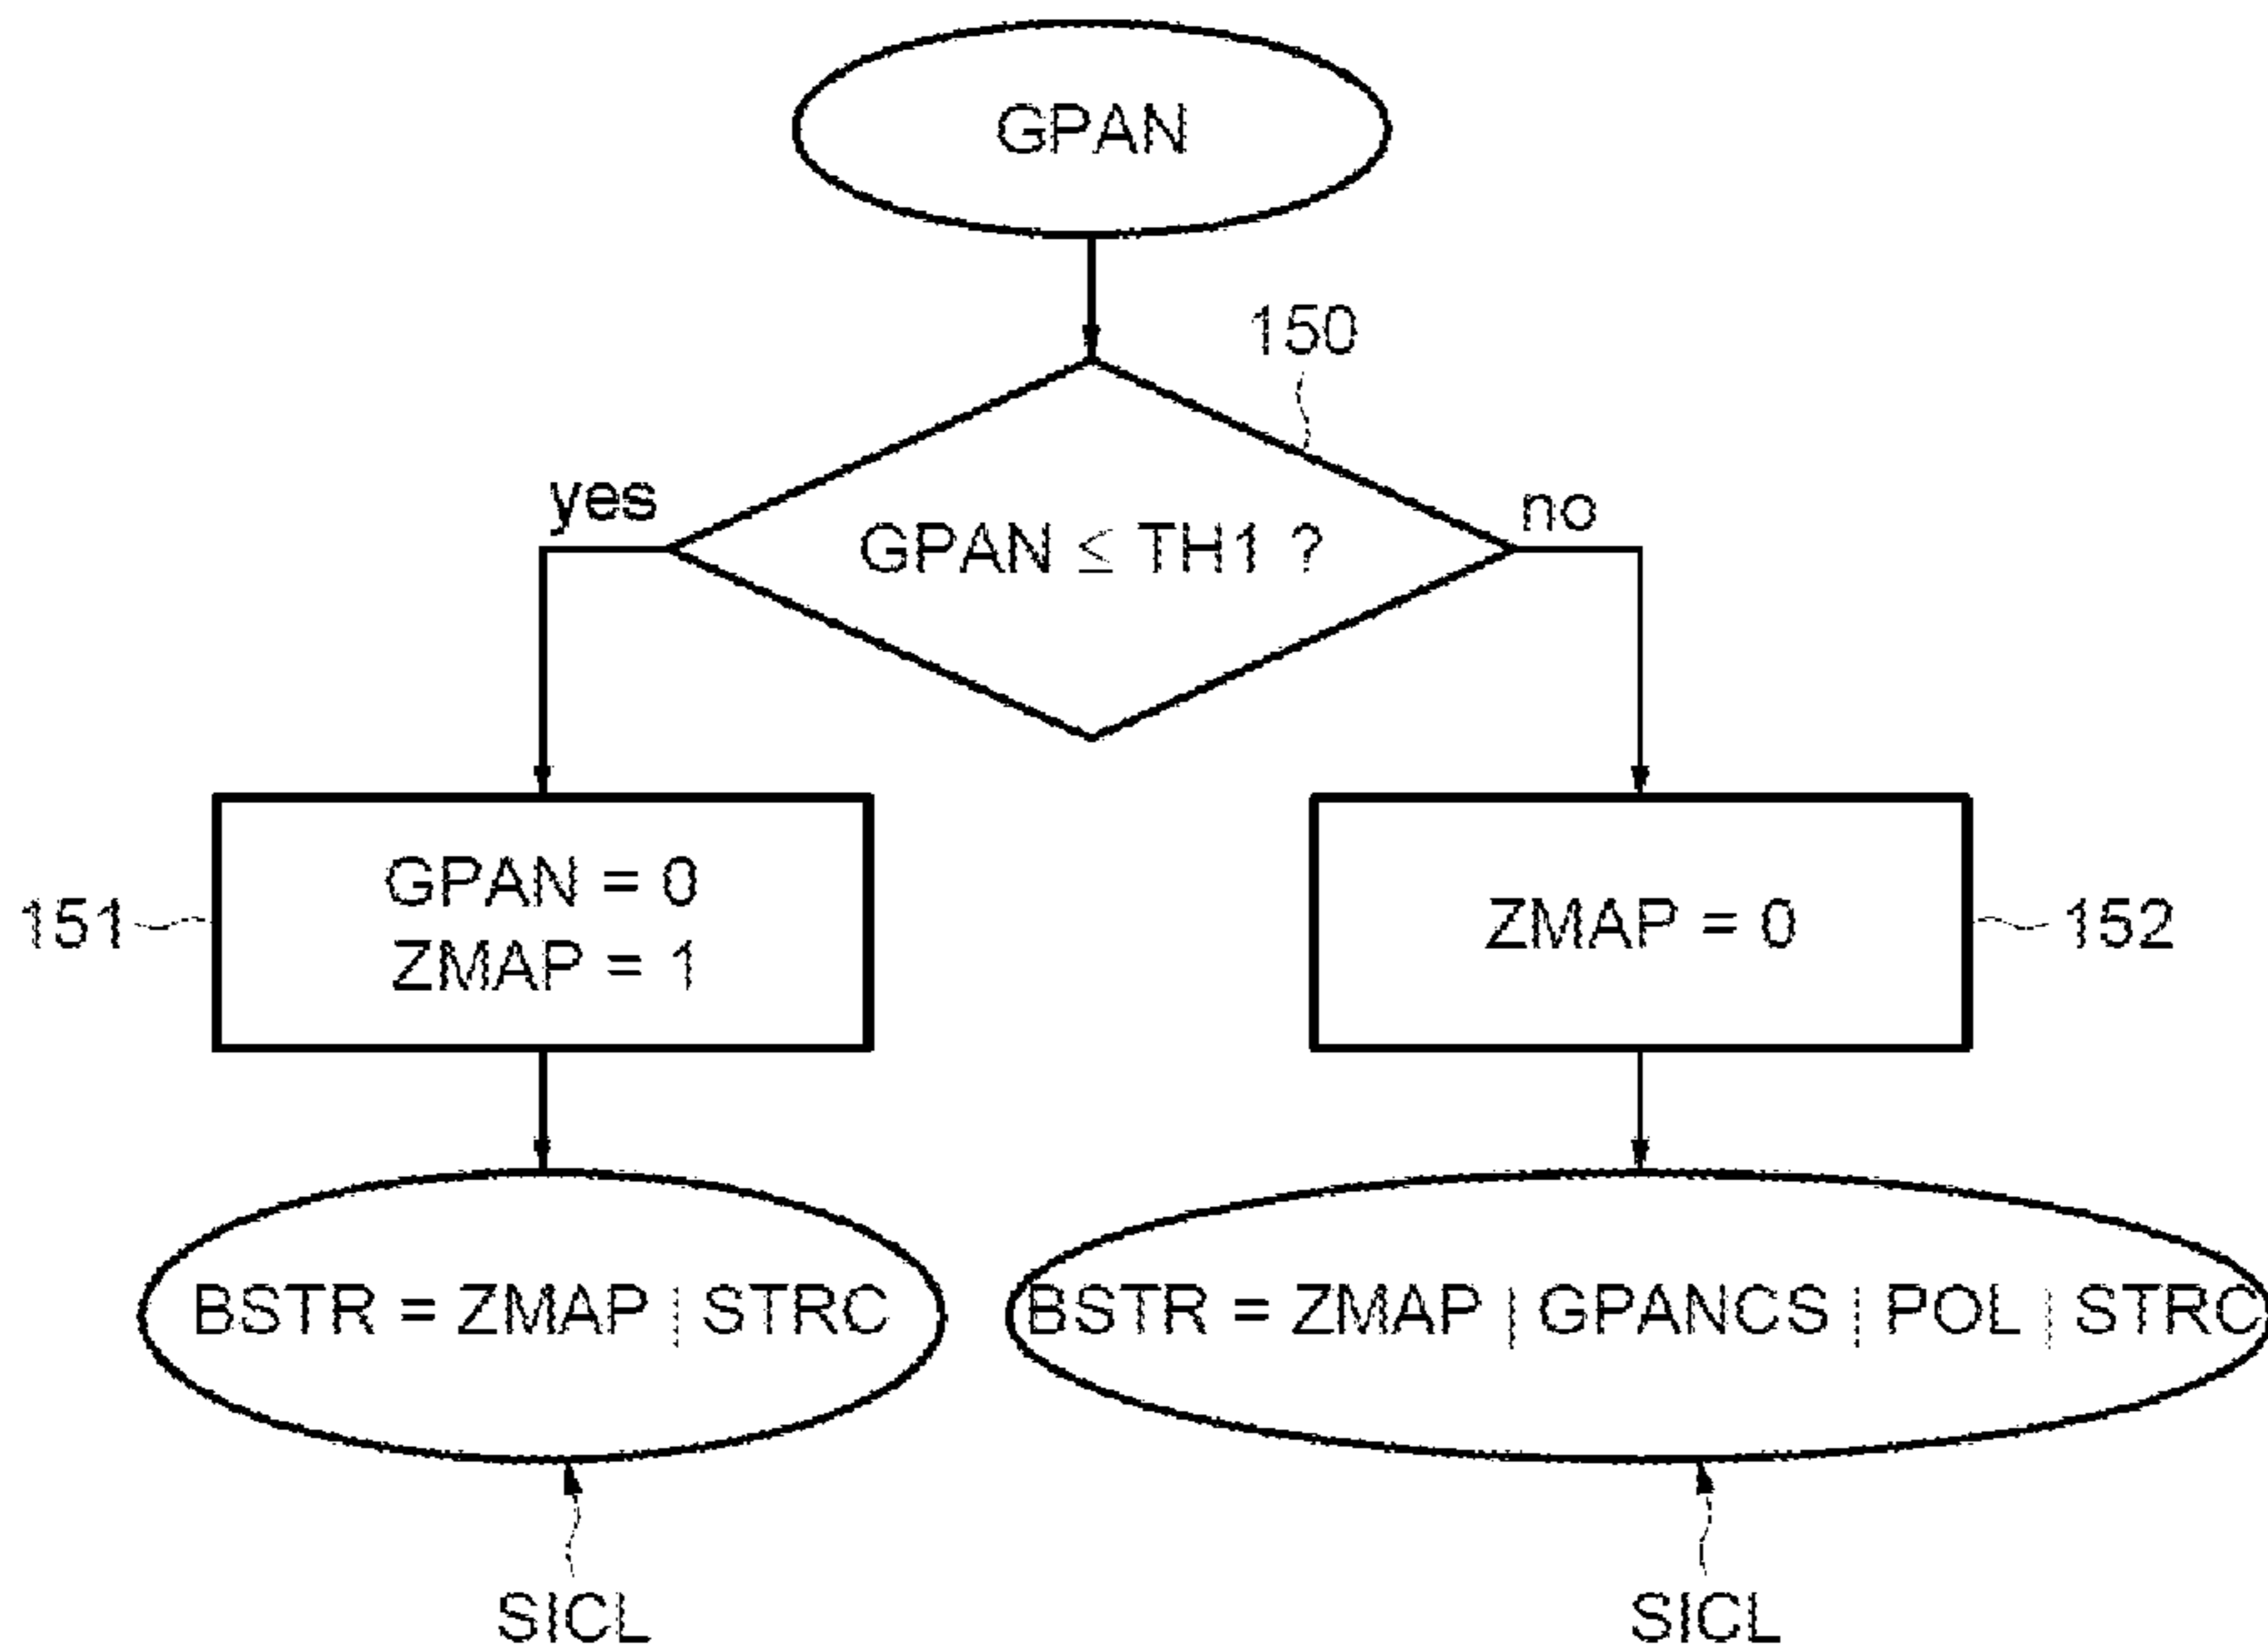 GPAN
150
yes
no
GPAN ≤ TH1 ?
GPAN = 0
ZMAP = 1
151
ZMAP = 0
152
BSTR = ZMAP | STRC
BSTR = ZMAP | GPANCS | POL | STRC
SICL
SICL